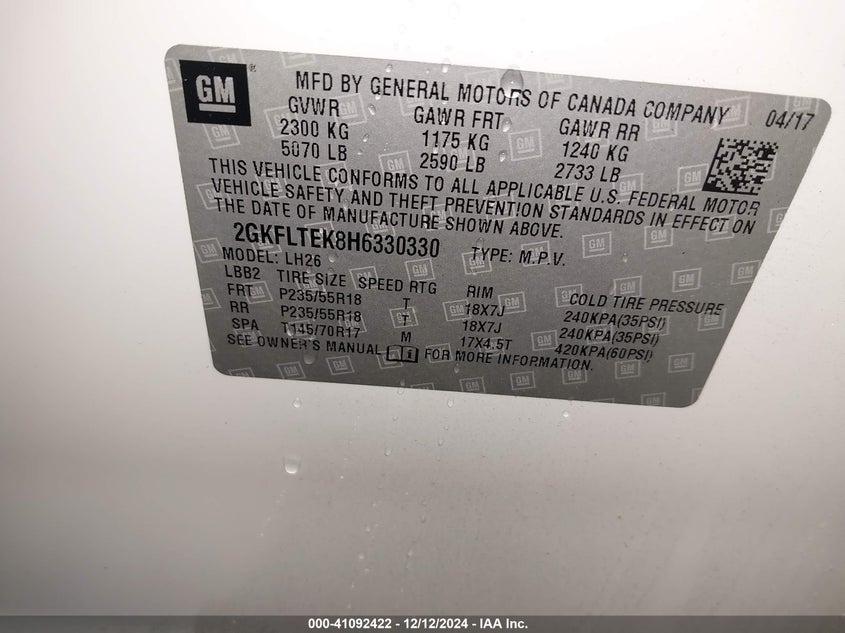 GM ® MFD BY GENERAL MOTORS OF CANADA COMPANY 04/17
GVWR GAWR FRT GAWR RR
2300 KG 1175 KG 1240 KG
5070 LB 2590 LB 2733 LB
THIS VEHICLE CONFORMS TO ALL APPLICABLE U.S. FEDERAL MOTOR
VEHICLE SAFETY AND THEFT PREVENTION STANDARDS IN EFFECT ON
THE DATE OF MANUFACTURE SHOWN ABOVE.
2GKFLTEK8H6330330 TYPE: M.P.V.
MODEL: LH26
LBB2 TIRE SIZE SPEED RTG RIM COLD TIRE PRESSURE
FRT P235/55R18 T 18X7J 240KPA(35PSI)
RR P235/55R18 T 18X7J 240KPA(35PSI)
SPA T145/70R17 M 17X4.5T 420KPA(60PSI)
SEE OWNER'S MANUAL FOR MORE INFORMATION.
000-41092422 - 12/12/2024 - IAA Inc.